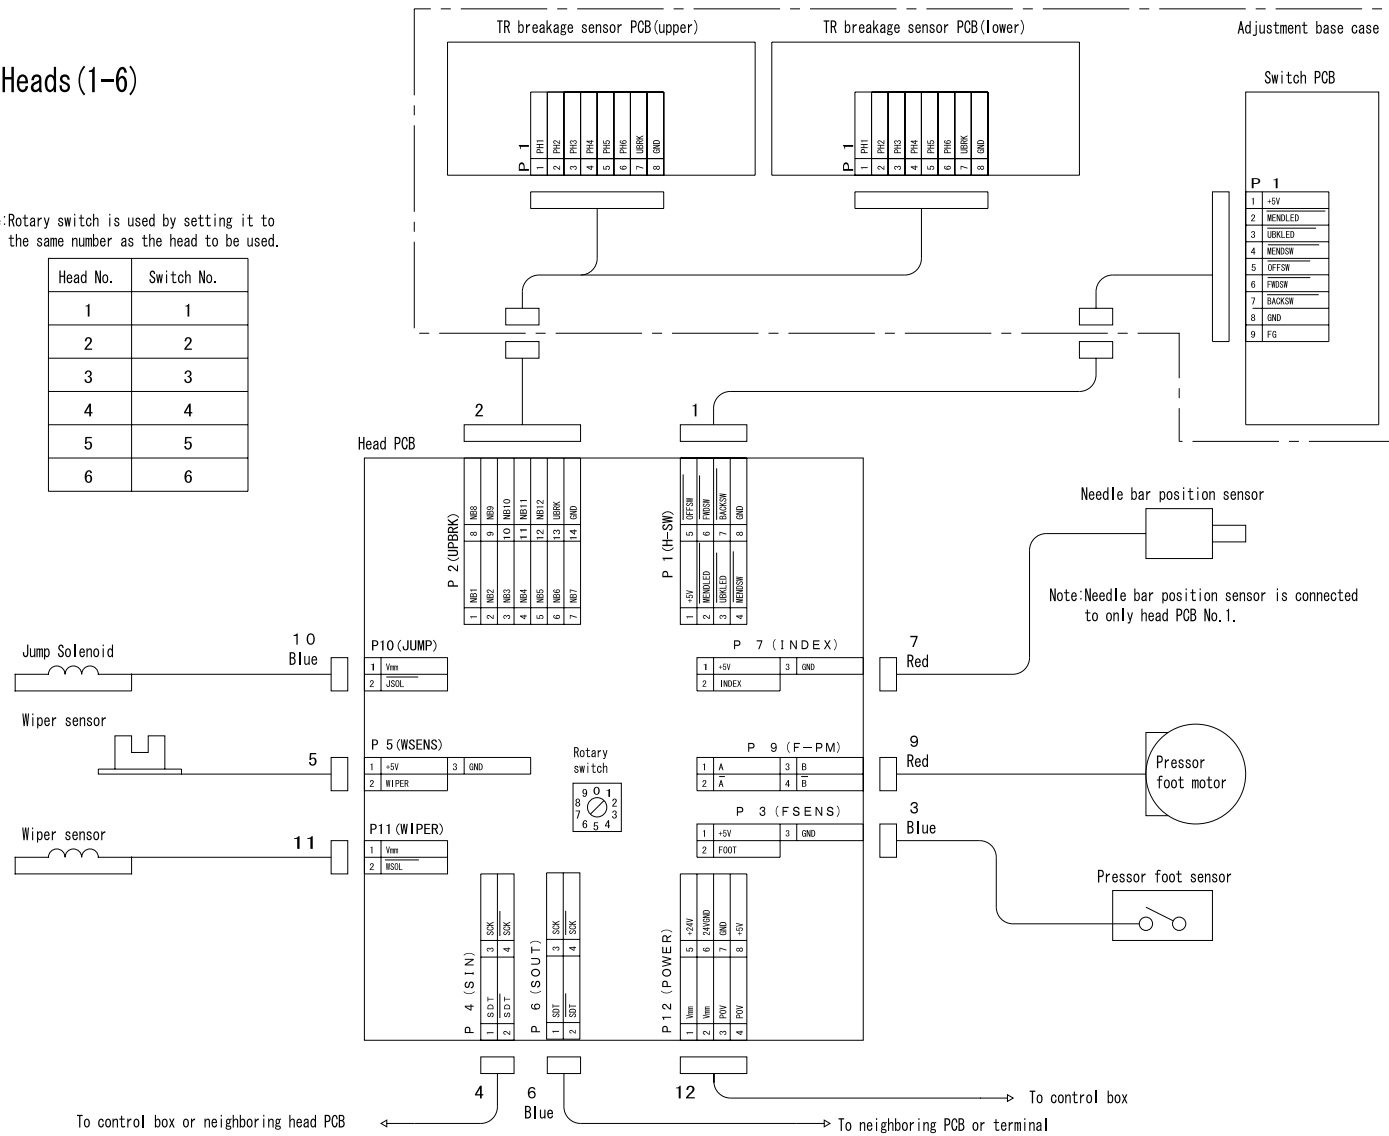 TR breakage sensor PCB(upper)
TR breakage sensor PCB(lower)
Adjustment base case
Heads(1-6)
Switch PCB
P 1
1 PH1
2 PH2
3 PH3
4 PH4
5 PH5
6 PH6
7 UBRK
8 GND
P 1
1 PH1
2 PH2
3 PH3
4 PH4
5 PH5
6 PH6
7 UBRK
8 GND
P 1
1 +5V
2 MENDLED
3 UBKLED
4 MENDSW
5 OFFSW
6 FWDSW
7 BACKSW
8 GND
9 FG
:Rotary switch is used by setting it to
the same number as the head to be used.
Head No. Switch No.
1 1
2 2
3 3
4 4
5 5
6 6
2
1
Head PCB
P 2(UPBRK)
1 NB1 8 NB8
2 NB2 9 NB9
3 NB3 10 NB10
4 NB4 11 NB11
5 NB5 12 NB12
6 NB6 13 UBRK
7 NB7 14 GND
P 1(H-SW)
1 +5V 5 OFFSW
2 MENDLED 6 FWDSW
3 UBKLED 7 BACKSW
4 MENDSW 8 GND
Needle bar position sensor
Note:Needle bar position sensor is connected
to only head PCB No.1.
Jump Solenoid
10
Blue
P10(JUMP)
1 Vmm
2 JSOL
P 7(INDEX)
1 +5V 3 GND
2 INDEX
7
Red
Wiper sensor
5
P 5(WSENS)
1 +5V 3 GND
2 WIPER
Rotary
switch
9 0 1
8 2
7 3
6 5 4
P 9(F-PM)
1 A 3 B
2 A 4 B
9
Red
Pressor
foot motor
P 3(FSENS)
1 +5V 3 GND
2 FOOT
3
Blue
Wiper sensor
11
P11(WIPER)
1 Vmm
2 WSOL
Pressor foot sensor
P 4(SIN)
1 SDT 3 SCK
2 SDT 4 SCK
P 6(SOUT)
1 SDT 3 SCK
2 SDT 4 SCK
P12(POWER)
1 Vmm 5 +24V
2 Vmm 6 24VGND
3 POV 7 GND
4 POV 8 +5V
4
6
Blue
12
To control box
To control box or neighboring head PCB
To neighboring PCB or terminal